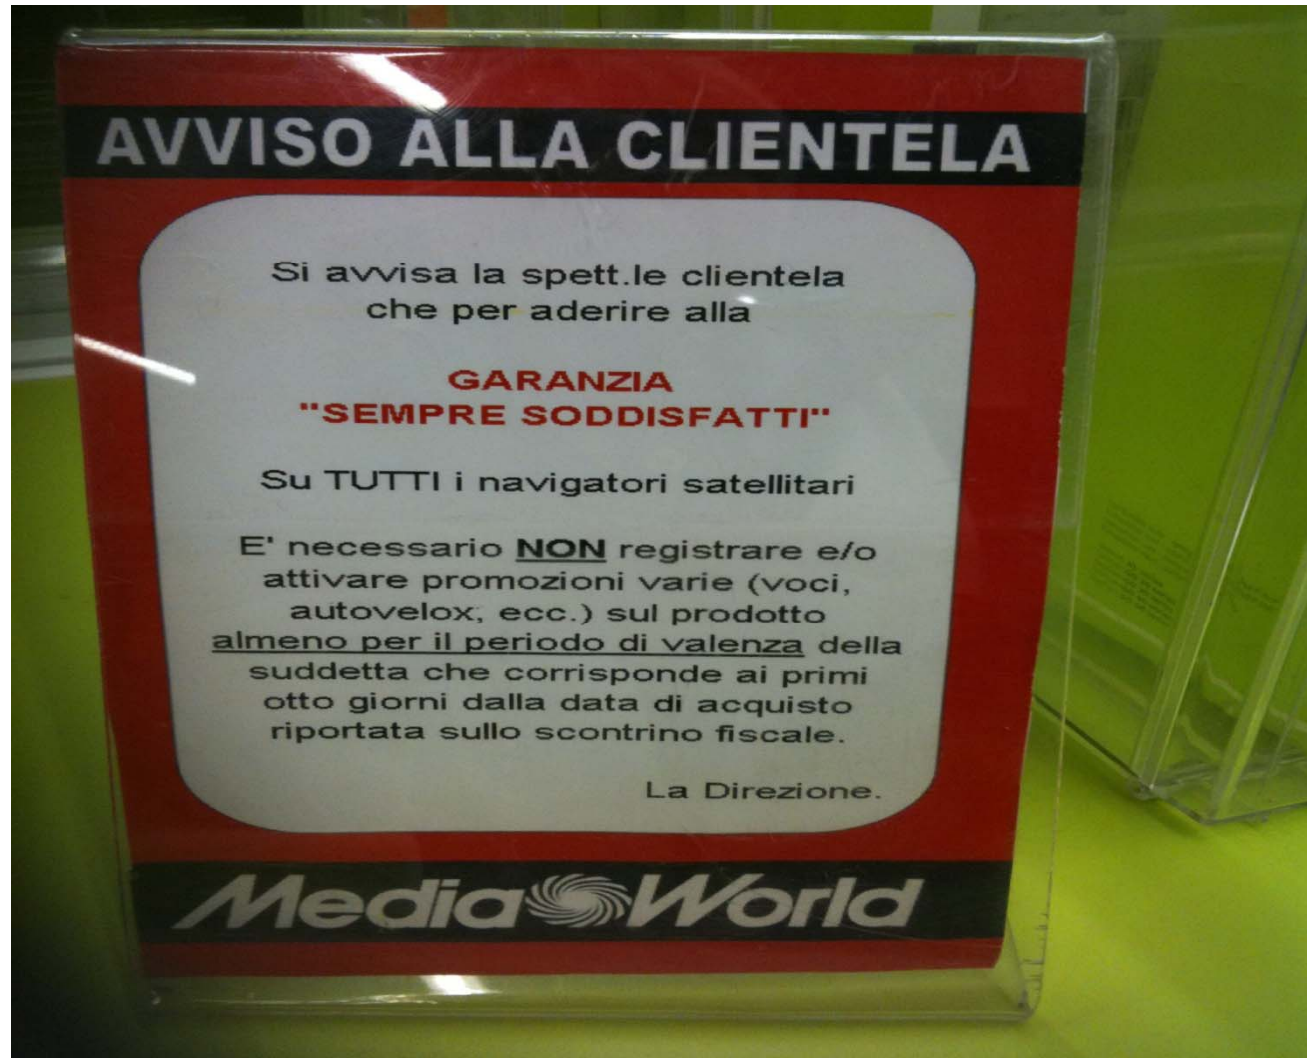 AVVISO ALLA CLIENTELA
Si avvisa la spett.le clientela
che per aderire alla
GARANZIA
"SEMPRE SODDISFATTI"
Su TUTTI i navigatori satellitari
E' necessario NON registrare e/o
attivare promozioni varie (voci,
autovelox, ecc.) sul prodotto
almeno per il periodo di valenza della
suddetta che corrisponde ai primi
otto giorni dalla data di acquisto
riportata sullo scontrino fiscale.
La Direzione.
Media World